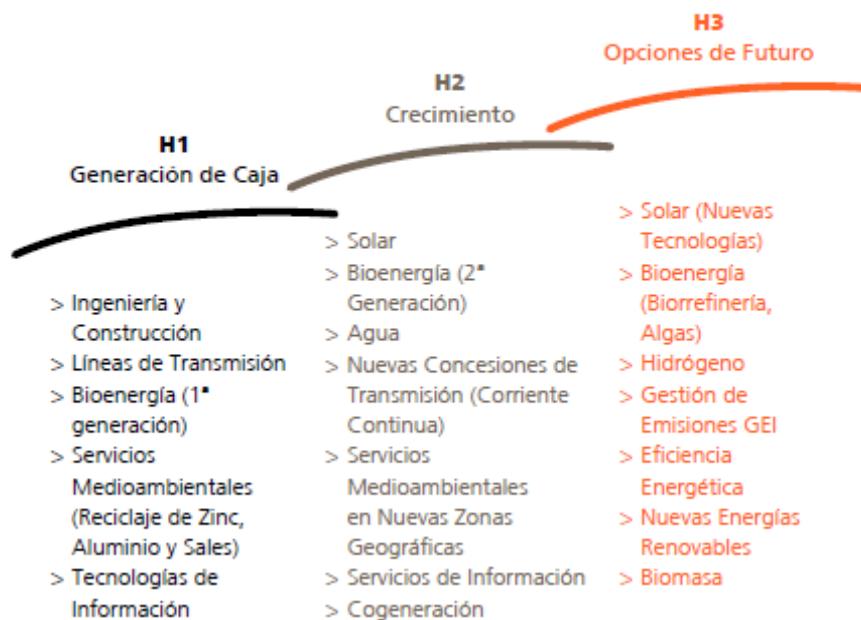 H1
Generación de Caja
> Ingeniería y
Construcción
> Líneas de Transmisión
> Bioenergía (1ª
generación)
> Servicios
Medioambientales
(Reciclaje de Zinc,
Aluminio y Sales)
> Tecnologías de
Información
H2
Crecimiento
> Solar
> Bioenergía (2ª
Generación)
> Agua
> Nuevas Concesiones de
Transmisión (Corriente
Continua)
> Servicios
Medioambientales
en Nuevas Zonas
Geográficas
> Servicios de Información
> Cogeneración
H3
Opciones de Futuro
> Solar (Nuevas
Tecnologías)
> Bioenergía
(Biorrefinería,
Algas)
> Hidrógeno
> Gestión de
Emisiones GEI
> Eficiencia
Energética
> Nuevas Energías
Renovables
> Biomasa